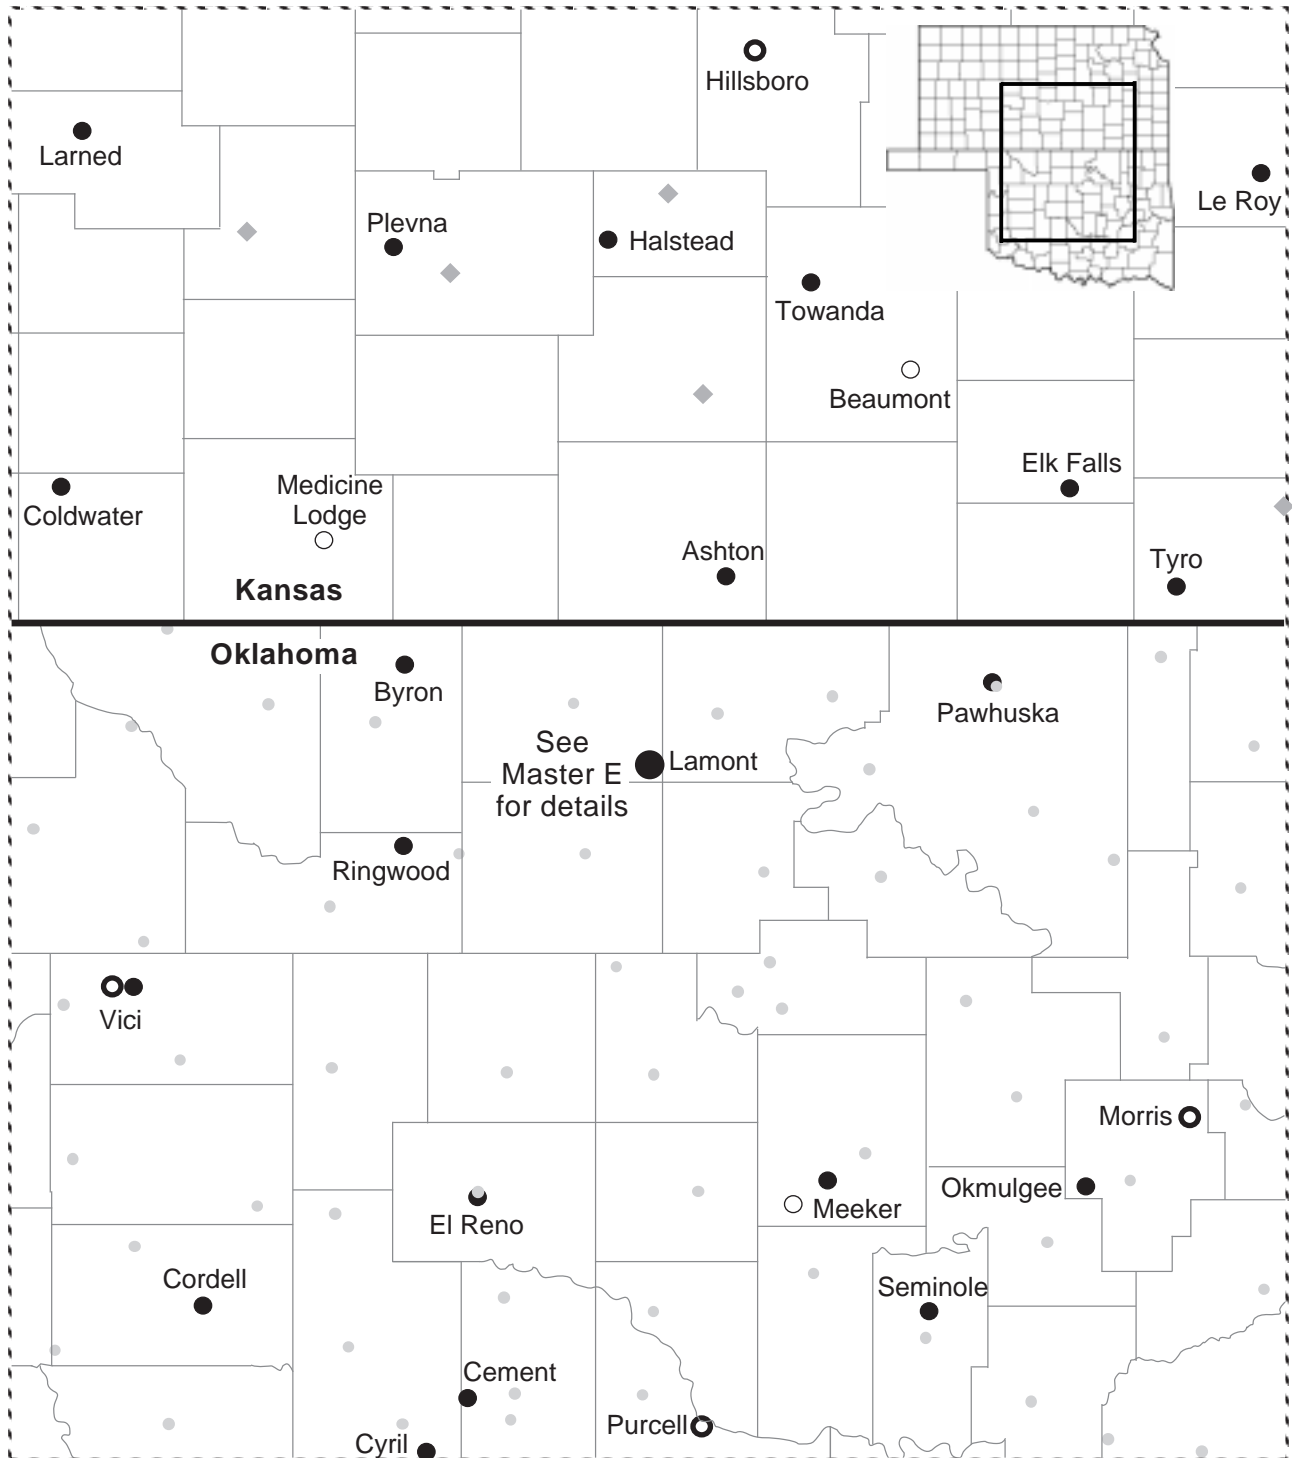 Hillsboro
Larned
Le Roy
Plevna
Halstead
Towanda
Beaumont
Elk Falls
Medicine
Lodge
Coldwater
Ashton
Tyro
Kansas
Oklahoma
Byron
Pawhuska
See
Master E
for details
Lamont
Ringwood
Vici
Morris
Okmulgee
Meeker
El Reno
Cordell
Seminole
Cement
Purcell
Cyril